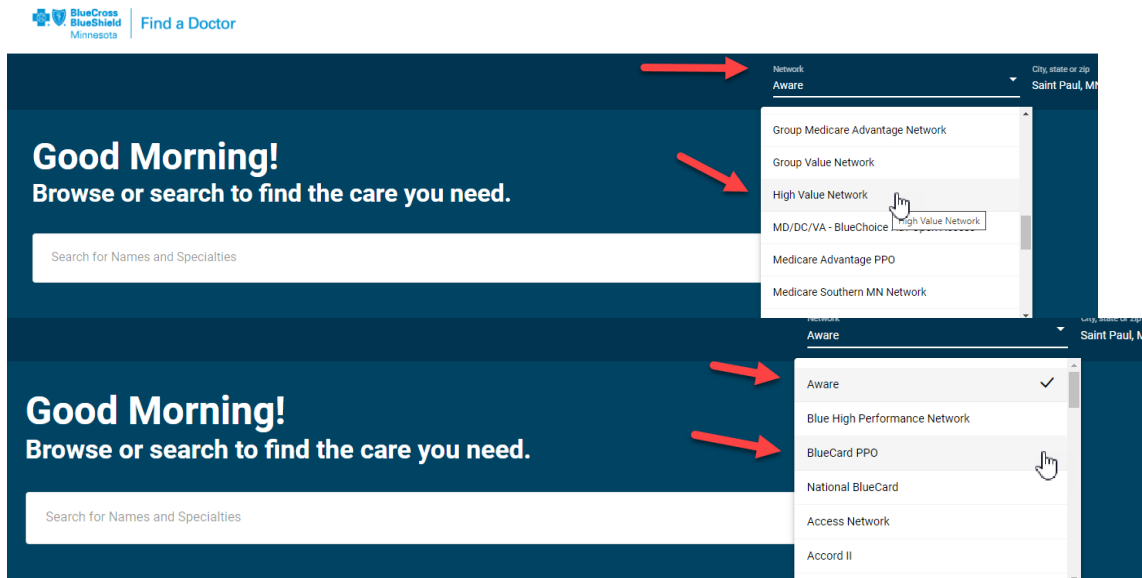 BlueCross
BlueShield
Minnesota
Find a Doctor
Network
Aware
City, state or zip
Saint Paul, MN
Good Morning!
Browse or search to find the care you need.
Search for Names and Specialties
Group Medicare Advantage Network
Group Value Network
High Value Network
High Value Network
MD/DC/VA - BlueChoice
Medicare Advantage PPO
Medicare Southern MN Network
Network
Aware
City, state or zip
Saint Paul, M
Good Morning!
Browse or search to find the care you need.
Search for Names and Specialties
Aware
Blue High Performance Network
BlueCard PPO
National BlueCard
Access Network
Accord II